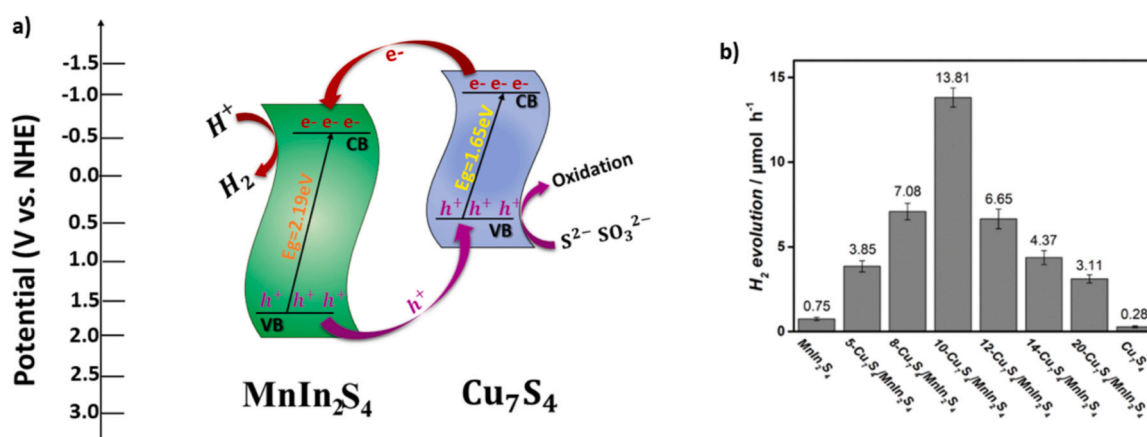 a)
Potential (V vs. NHE)
-1.5
-1.0
-0.5
0.0
0.5
1.0
1.5
2.0
2.5
3.0
e-
e- e- e-
CB
H⁺
e- e- e-
CB
H₂
Eg=2.19eV
Eg=1.65eV
Oxidation
h⁺ h⁺ h⁺
VB
S²⁻ SO₃²⁻
h⁺ h⁺ h⁺
VB
h⁺
MnIn₂S₄
Cu₇S₄
b)
H₂ evolution / μmol h⁻¹
15
10
5
0
0.75
3.85
7.08
13.81
6.65
4.37
3.11
0.28
MnIn₂S₄
5-Cu₇S₄/MnIn₂S₄
8-Cu₇S₄/MnIn₂S₄
10-Cu₇S₄/MnIn₂S₄
12-Cu₇S₄/MnIn₂S₄
14-Cu₇S₄/MnIn₂S₄
20-Cu₇S₄/MnIn₂S₄
Cu₇S₄